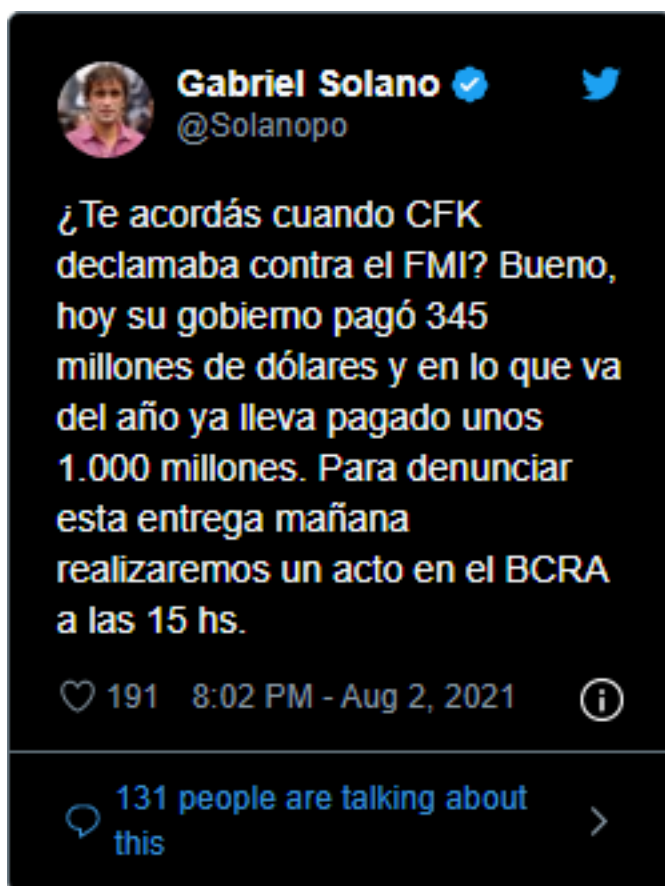 Gabriel Solano
@Solanopo
¿Te acordás cuando CFK
declamaba contra el FMI? Bueno,
hoy su gobierno pagó 345
millones de dólares y en lo que va
del año ya lleva pagado unos
1.000 millones. Para denunciar
esta entrega mañana
realizaremos un acto en el BCRA
a las 15 hs.
191 8:02 PM - Aug 2, 2021
131 people are talking about
this